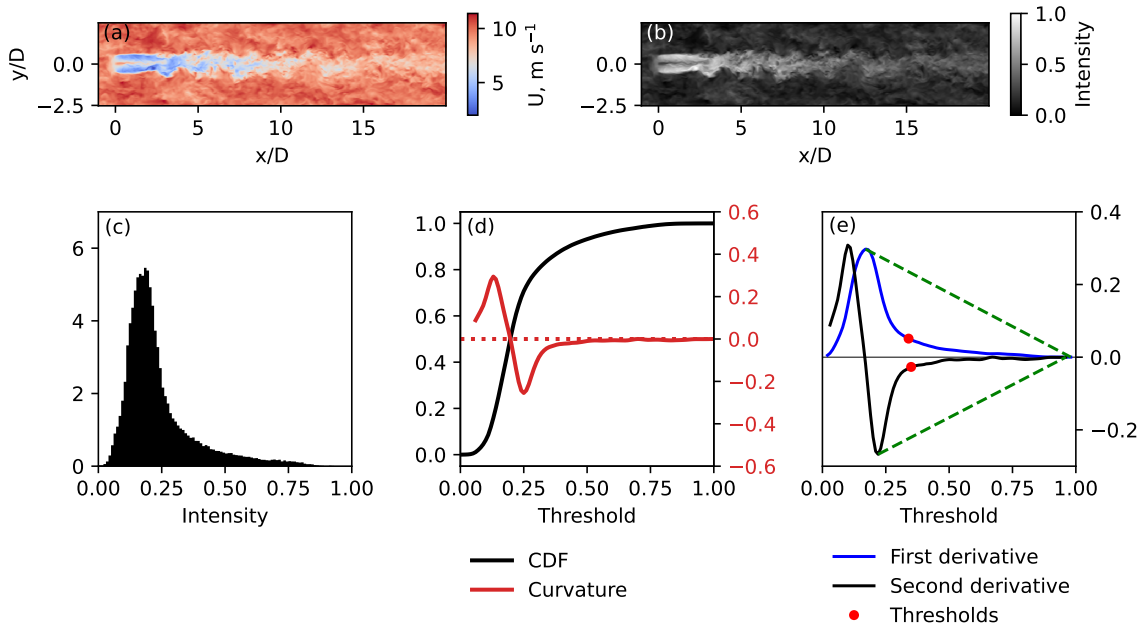 (a)
y/D
0.0
−2.5
0 5 10 15
x/D
10
5
U, m s⁻¹
(b)
0 5 10 15
x/D
1.0
0.5
0.0
Intensity
(c)
6
4
2
0
0.00 0.25 0.50 0.75 1.00
Intensity
(d)
1.0
0.8
0.6
0.4
0.2
0.0
0.00 0.25 0.50 0.75 1.00
Threshold
0.6
0.4
0.2
0.0
−0.2
−0.4
−0.6
CDF
Curvature
(e)
0.4
0.2
0.0
−0.2
0.00 0.25 0.50 0.75 1.00
Threshold
First derivative
Second derivative
Thresholds